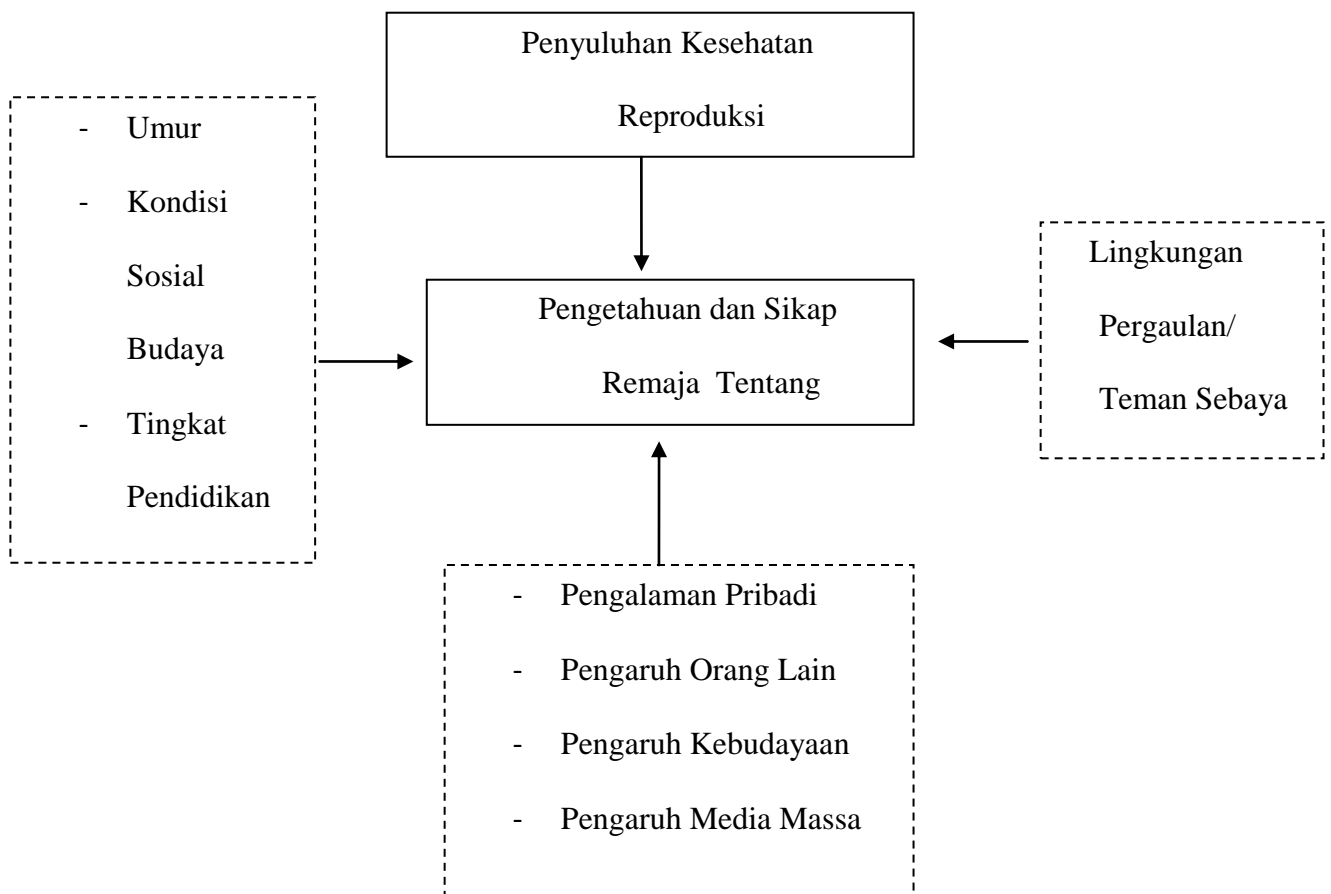 Penyuluhan Kesehatan
Reproduksi
- Umur
- Kondisi
Sosial
Budaya
- Tingkat
Pendidikan
Pengetahuan dan Sikap
Remaja Tentang
Lingkungan
Pergaulan/
Teman Sebaya
- Pengalaman Pribadi
- Pengaruh Orang Lain
- Pengaruh Kebudayaan
- Pengaruh Media Massa